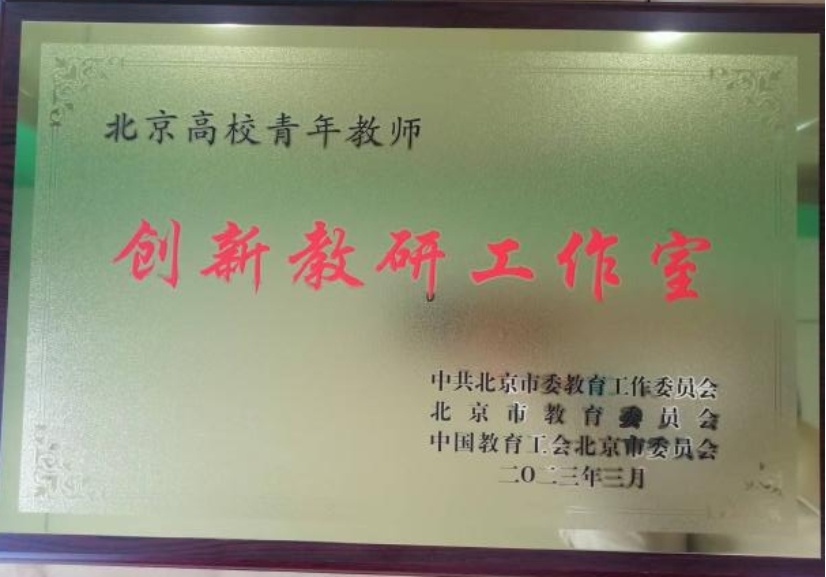 北京高校青年教师
创新教研工作室
中共北京市委教育工作委员会
北京市教育委员会
中国教育工会北京市委员会
二〇二三年三月